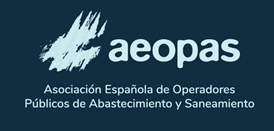 aeopas
Asociación Española de Operadores
Públicos de Abastecimiento y Saneamiento